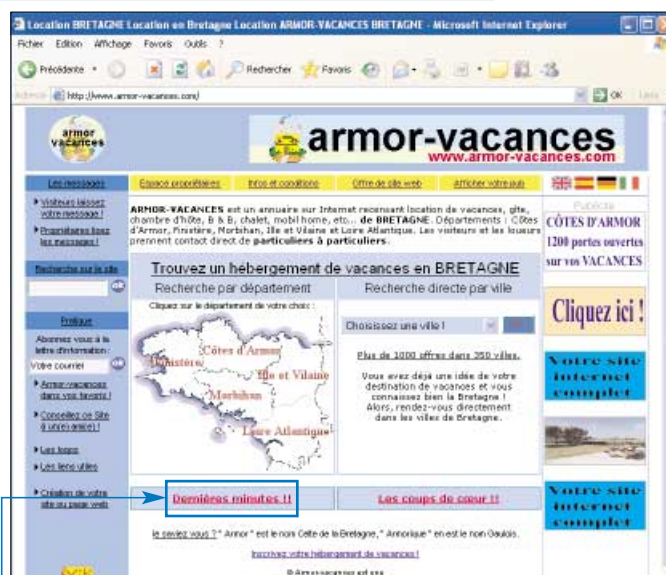 Location BRETAGNE Location en Bretagne Location ARMOR-VACANCES BRETAGNE - Microsoft Internet Explorer
Fichier Edition Affichage Favoris Outils ?
Précédente Rechercher Favoris
Adresse http://www.armor-vacances.com/ OK Liens
armor
vacances
armor-vacances
www.armor-vacances.com
Les messages
Visiteurs laissez
votre message !
Propriétaires lisez
les messages !
Recherche sur le site
Pratique
Abonnez vous à la
lettre d'information :
Votre courriel
Armor-vacances
dans vos favoris !
Conseillez ce Site
à un(e) ami(e) !
Les tops
Les liens utiles
Création de votre
site ou page web
Espace propriétaires Infos et conditions Offre de site web Afficher votre pub
ARMOR-VACANCES est un annuaire sur Internet recensant location de vacances, gîte,
chambre d'hôte, B & B, chalet, mobil home, etc... de BRETAGNE. Départements : Côtes
d'Armor, Finistère, Morbihan, Ille et Vilaine et Loire Atlantique. Les visiteurs et les loueurs
prennent contact direct de particuliers à particuliers.
Trouvez un hébergement de vacances en BRETAGNE
Recherche par département
Cliquez sur le département de votre choix :
Côtes d'Armor
Finistère
Ille et Vilaine
Morbihan
Loire Atlantique
Recherche directe par ville
Choisissez une ville !
Plus de 1000 offres dans 350 villes.
Vous avez déjà une idée de votre
destination de vacances et vous
connaissez bien la Bretagne !
Alors, rendez-vous directement
dans les villes de Bretagne.
Dernières minutes !! Les coups de cœur !!
le saviez vous ? " Armor " est le nom Celte de la Bretagne, " Armorique " en est le nom Gaulois.
Inscrivez votre hébergement de vacances !
Publicité
CÔTES D'ARMOR
1200 portes ouvertes
sur vos VACANCES
Cliquez ici !
Votre site
internet
complet
Votre site
internet
complet